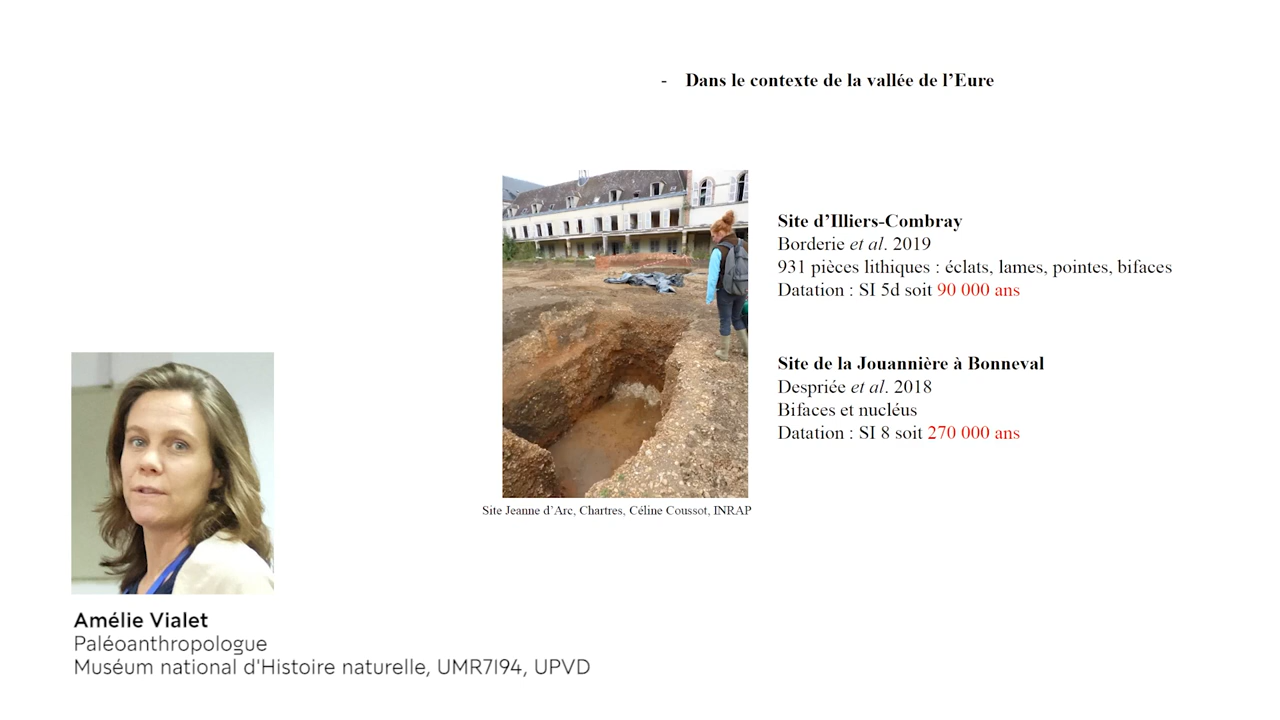 - Dans le contexte de la vallée de l’Eure
Site d’Illiers-Combray
Borderie et al. 2019
931 pièces lithiques : éclats, lames, pointes, bifaces
Datation : SI 5d soit 90 000 ans
Site de la Jouannière à Bonneval
Despriée et al. 2018
Bifaces et nucléus
Datation : SI 8 soit 270 000 ans
Site Jeanne d’Arc, Chartres, Céline Coussot, INRAP
Amélie Vialet
Paléoanthropologue
Muséum national d'Histoire naturelle, UMR7194, UPVD